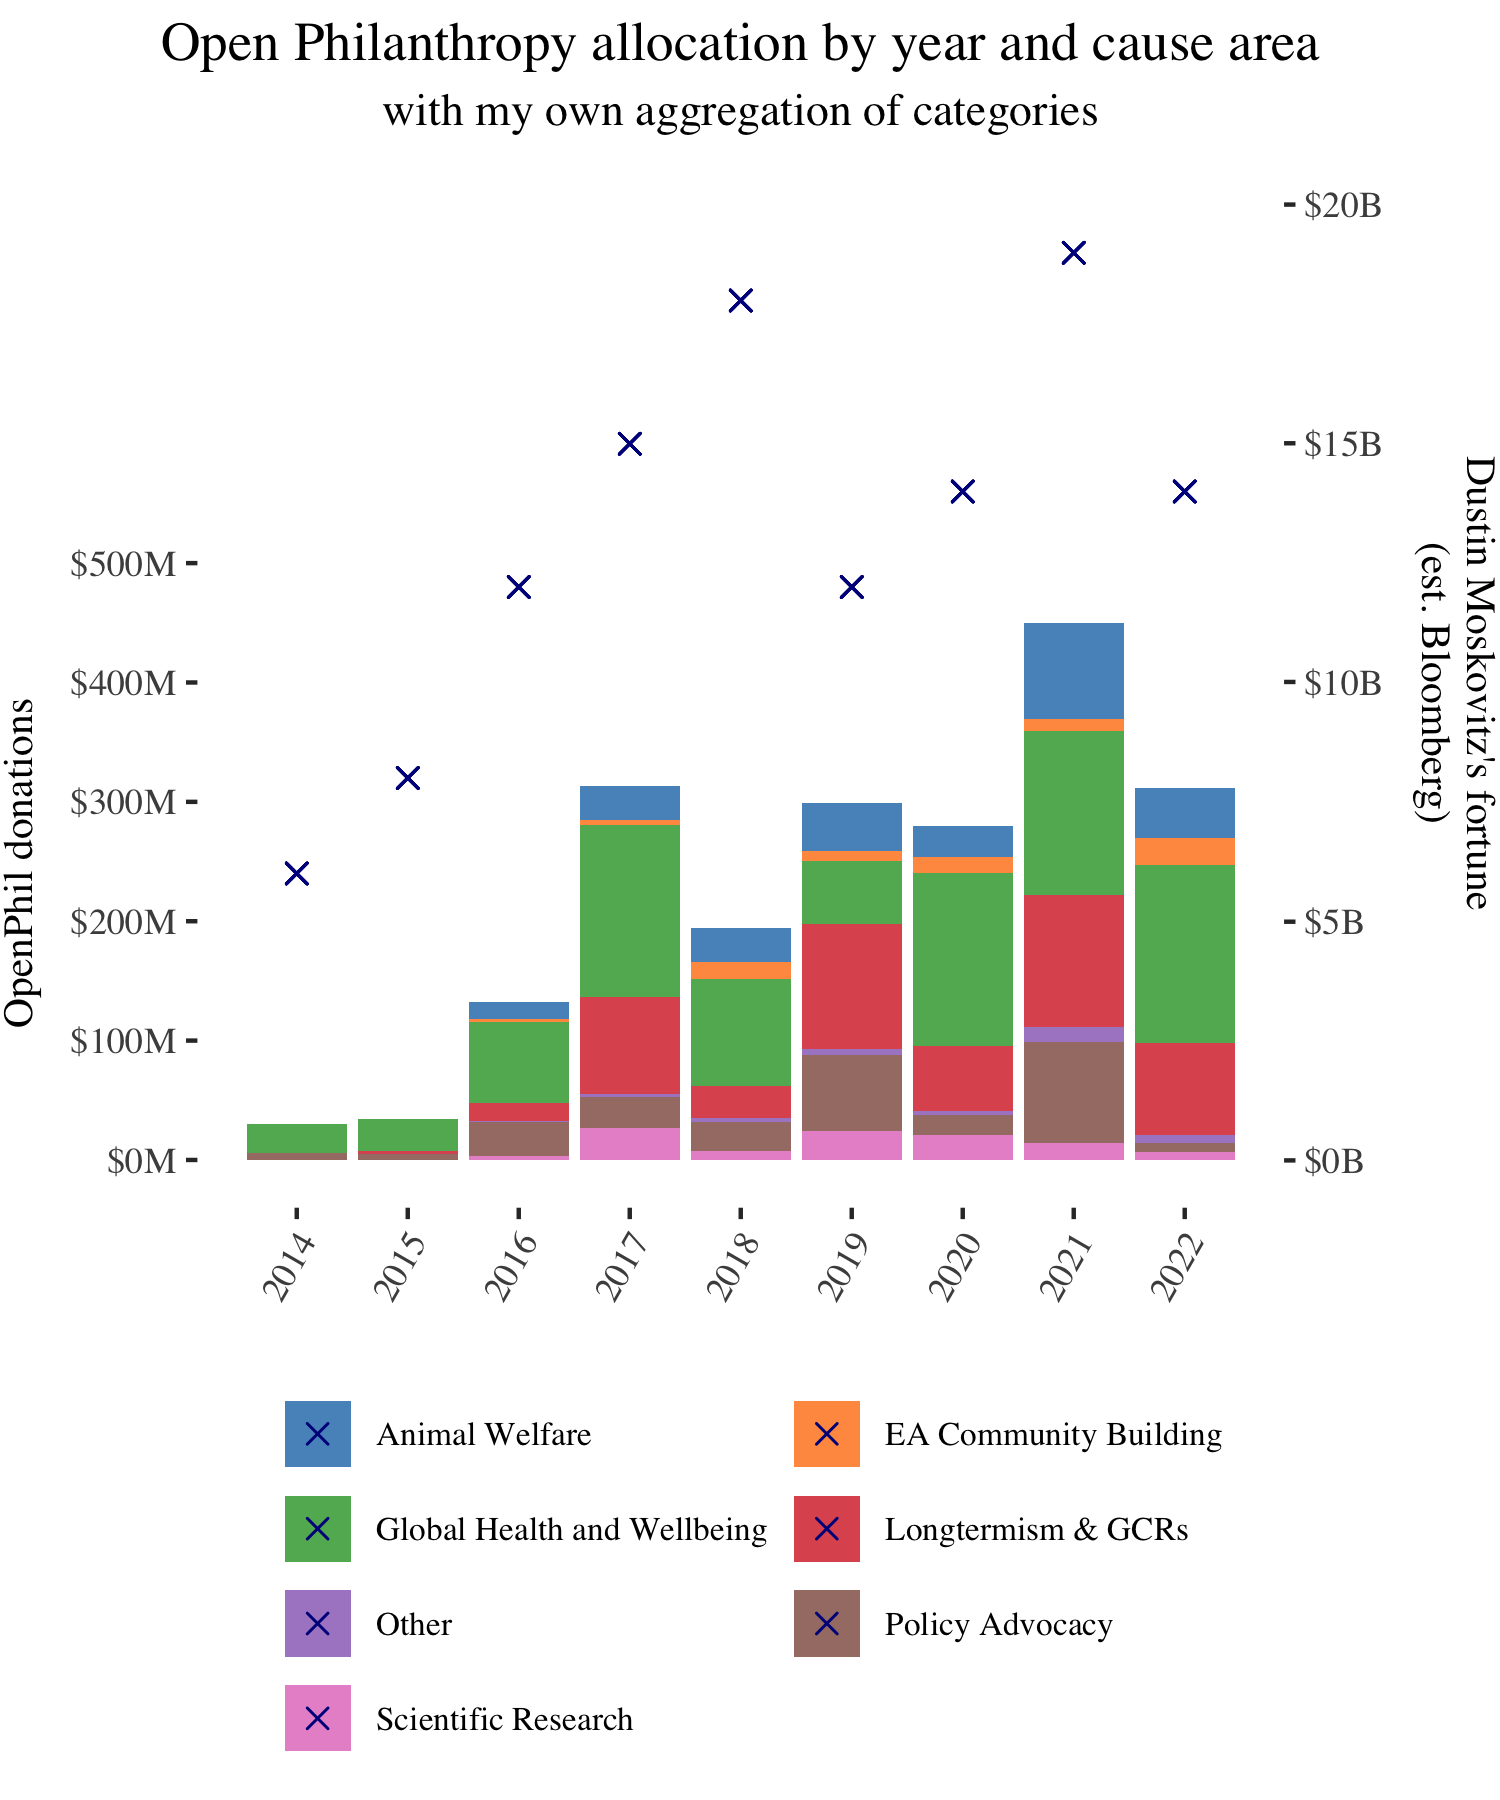 Open Philanthropy allocation by year and cause area
with my own aggregation of categories
OpenPhil donations
$500M
$400M
$300M
$200M
$100M
$0M
$20B
$15B
$10B
$5B
$0B
Dustin Moskovitz's fortune
(est. Bloomberg)
2014
2015
2016
2017
2018
2019
2020
2021
2022
Animal Welfare
EA Community Building
Global Health and Wellbeing
Longtermism & GCRs
Other
Policy Advocacy
Scientific Research